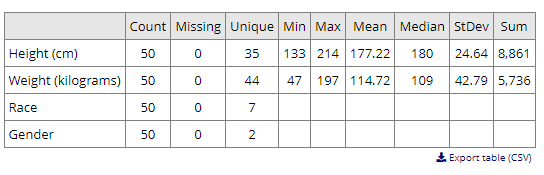 Count Missing Unique Min Max Mean Median StDev Sum
Height (cm) 50 0 35 133 214 177.22 180 24.64 8,861
Weight (kilograms) 50 0 44 47 197 114.72 109 42.79 5,736
Race 50 0 7
Gender 50 0 2
Export table (CSV)